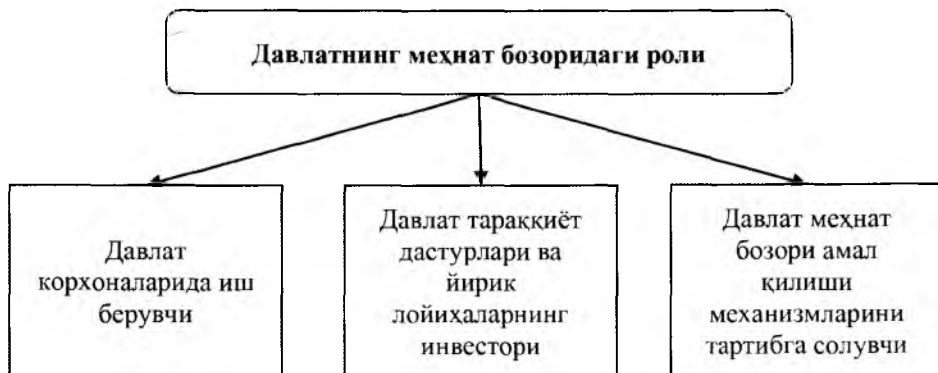 Давлатнинг меҳнат бозоридаги роли
Давлат
корхоналарида иш
берувчи
Давлат тараққиёт
дастурлари ва
йирик
лойиҳаларнинг
инвестори
Давлат меҳнат
бозори амал
қилиши
механизмларини
тартибга солувчи